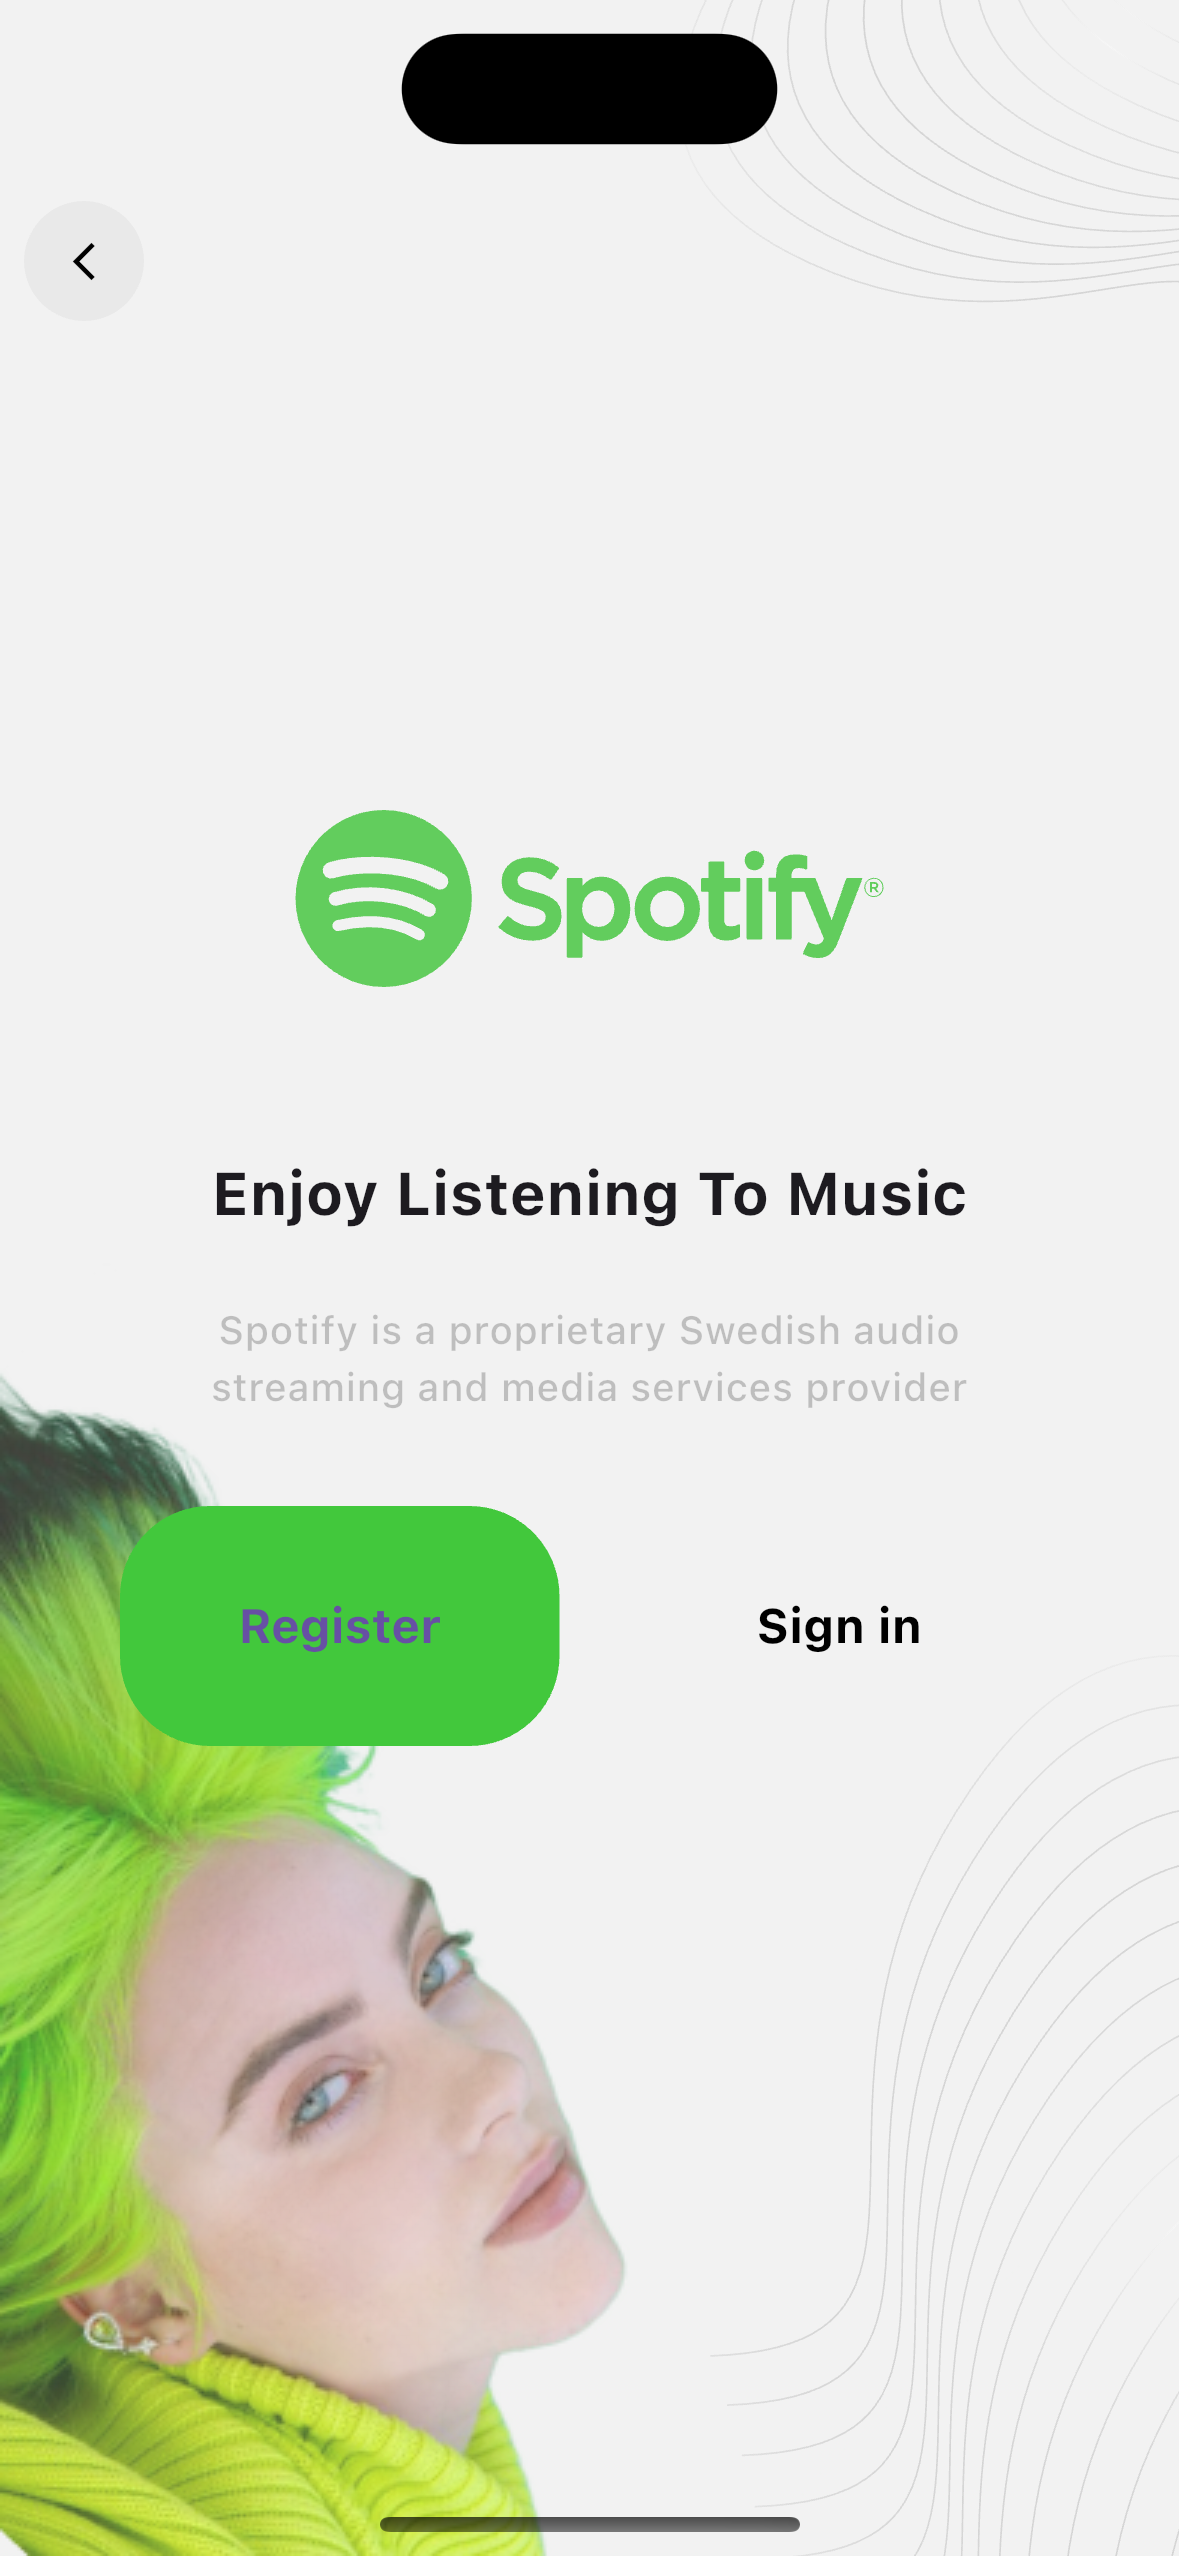 Spotify®
Enjoy Listening To Music
Spotify is a proprietary Swedish audio
streaming and media services provider
Register
Sign in